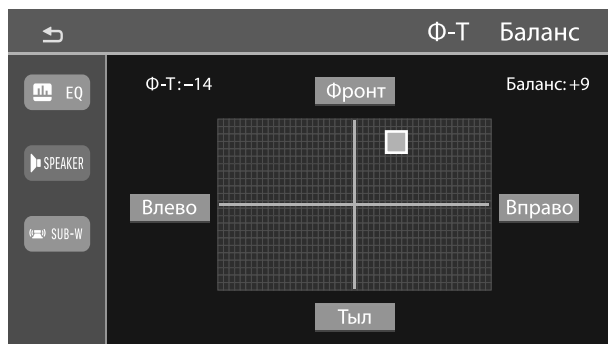 Ф-Т Баланс
EQ
Ф-Т:–14
Фронт
Баланс:+9
SPEAKER
Влево
Вправо
SUB-W
Тыл